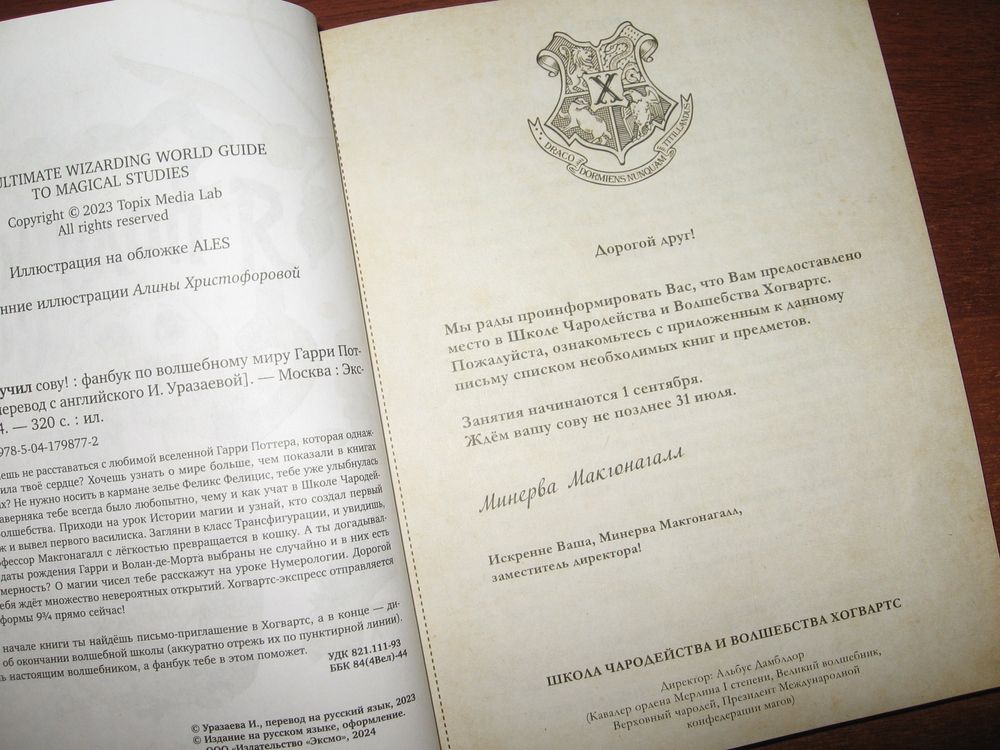 ULTIMATE WIZARDING WORLD GUIDE
TO MAGICAL STUDIES
Copyright © 2023 Topix Media Lab
All rights reserved
Иллюстрация на обложке ALES
иллюстрации Алины Христофоровой
сову! : фанбук по волшебному миру Гарри Пот-
перевод с английского И. Уразаевой]. — Москва : Экс-
4. — 320 с. : ил.
978-5-04-179877-2
не расставаться с любимой вселенной Гарри Поттера, которая однаж-
твоё сердце? Хочешь узнать о мире больше, чем показали в книгах
Не нужно носить в кармане зелье Феликс Фелицис, тебе уже улыбнулась
тебе всегда было любопытно, чему и как учат в Школе Чародей-
Приходи на урок Истории магии и узнай, кто создал первый
и вывел первого василиска. Загляни в класс Трансфигурации, и увидишь,
Макгонагалл с лёгкостью превращается в кошку. А ты догадывал-
даты рождения Гарри и Волан-де-Морта выбраны не случайно и в них есть
О магии чисел тебе расскажут на уроке Нумерологии. Дорогой
ждёт множество невероятных открытий. Хогвартс-экспресс отправляется
9¾ прямо сейчас!
начале книги ты найдёшь письмо-приглашение в Хогвартс, а в конце — ди-
об окончании волшебной школы (аккуратно отрежь их по пунктирной линии).
настоящим волшебником, а фанбук тебе в этом поможет.
УДК 821.111-93
ББК 84(4Вел)-44
© Уразаева И., перевод на русский язык, 2023
© Издание на русском языке, оформление.
ООО «Издательство «Эксмо», 2024
X
DRACO DORMIENS NUNQUAM TITILLANDUS
Дорогой друг!
Мы рады проинформировать Вас, что Вам предоставлено
место в Школе Чародейства и Волшебства Хогвартс.
Пожалуйста, ознакомьтесь с приложенным к данному
письму списком необходимых книг и предметов.
Занятия начинаются 1 сентября.
Ждём вашу сову не позднее 31 июля.
Минерва Макгонагалл
Искренне Ваша, Минерва Макгонагалл,
заместитель директора!
ШКОЛА ЧАРОДЕЙСТВА И ВОЛШЕБСТВА ХОГВАРТС
Директор: Альбус Дамблдор
(Кавалер ордена Мерлина I степени, Великий волшебник,
Верховный чародей, Президент Международной
конфедерации магов)